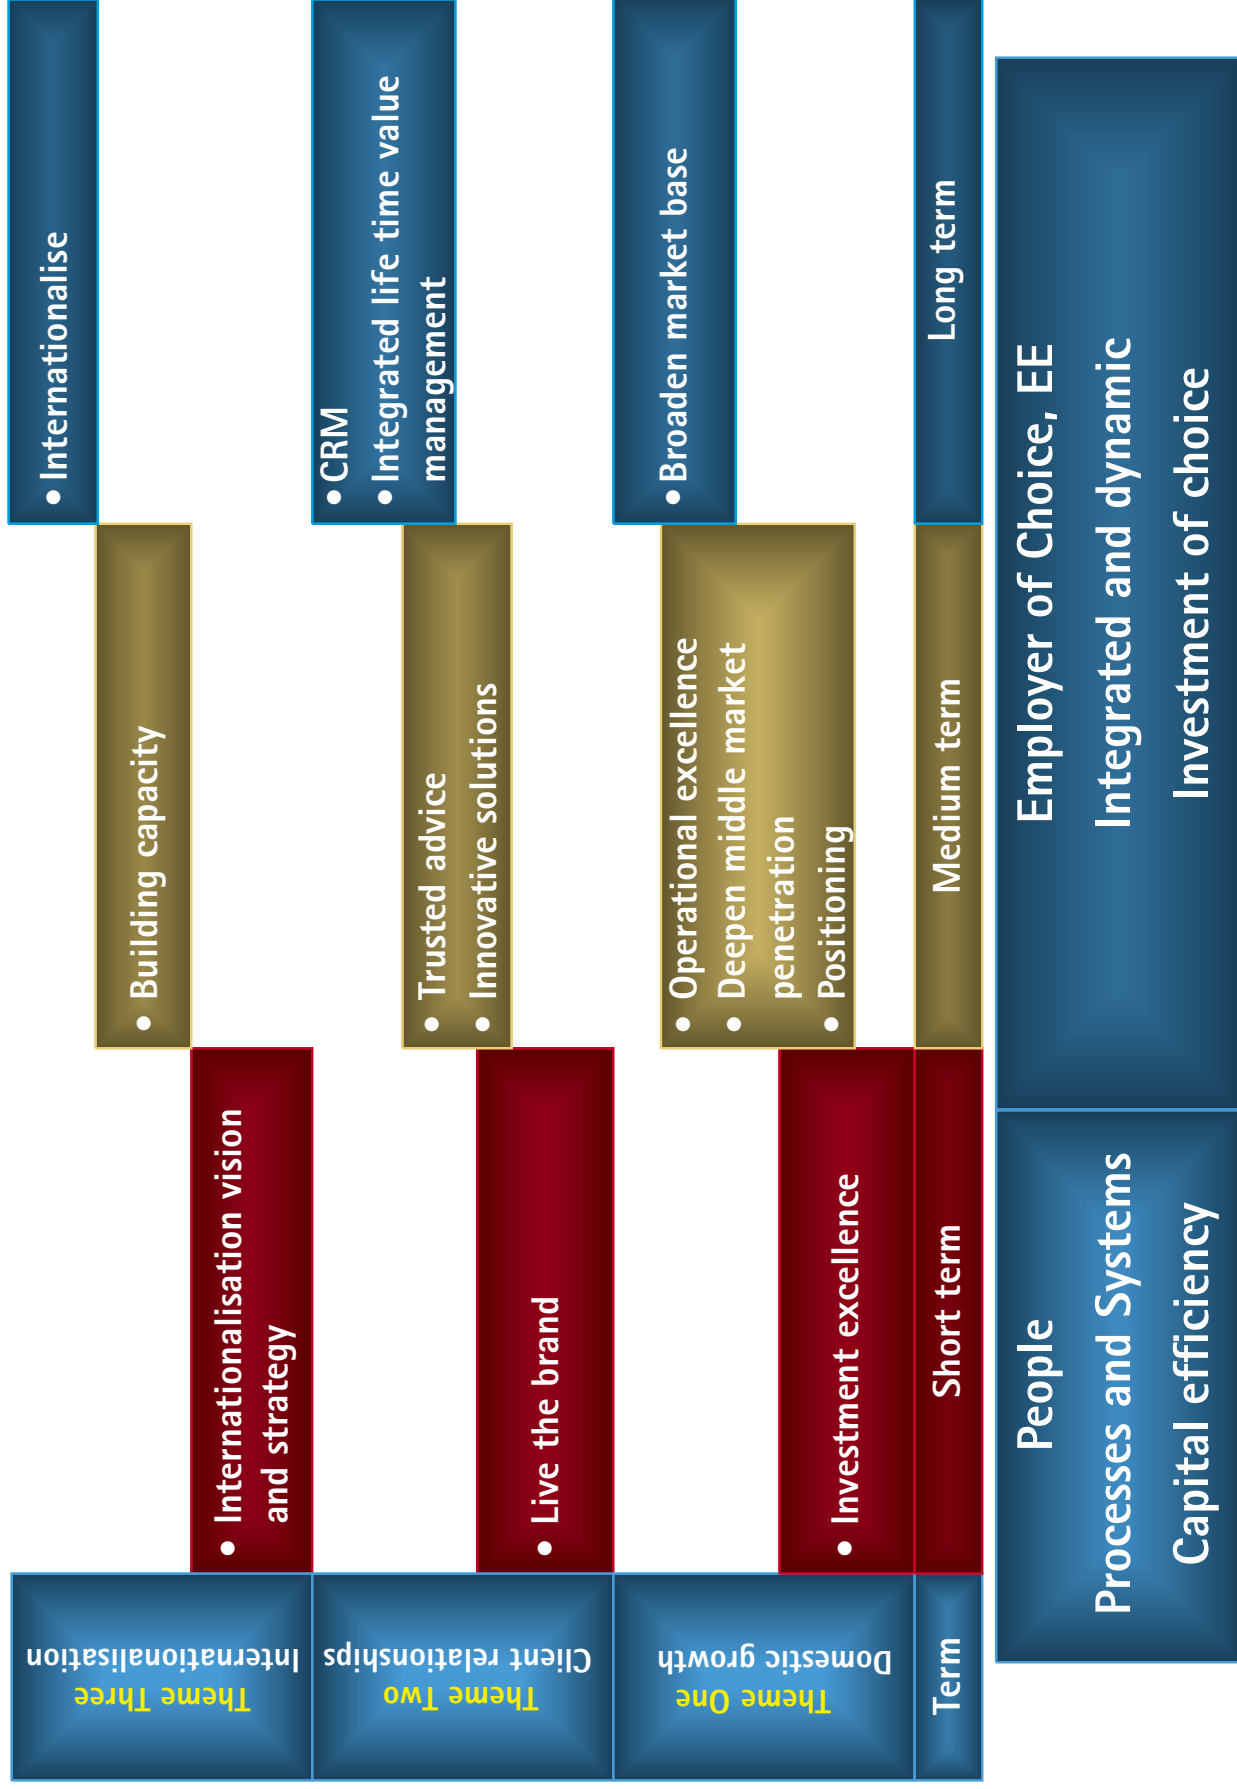 Theme Three
Internationalisation
• Internationalisation vision
and strategy
• Building capacity
• Internationalise
Theme Two
Client relationships
• Live the brand
• Trusted advice
• Innovative solutions
• CRM
• Integrated life time value
management
Theme One
Domestic growth
• Investment excellence
• Operational excellence
• Deepen middle market
penetration
• Positioning
• Broaden market base
Term
Short term
Medium term
Long term
People
Processes and Systems
Capital efficiency
Employer of Choice, EE
Integrated and dynamic
Investment of choice